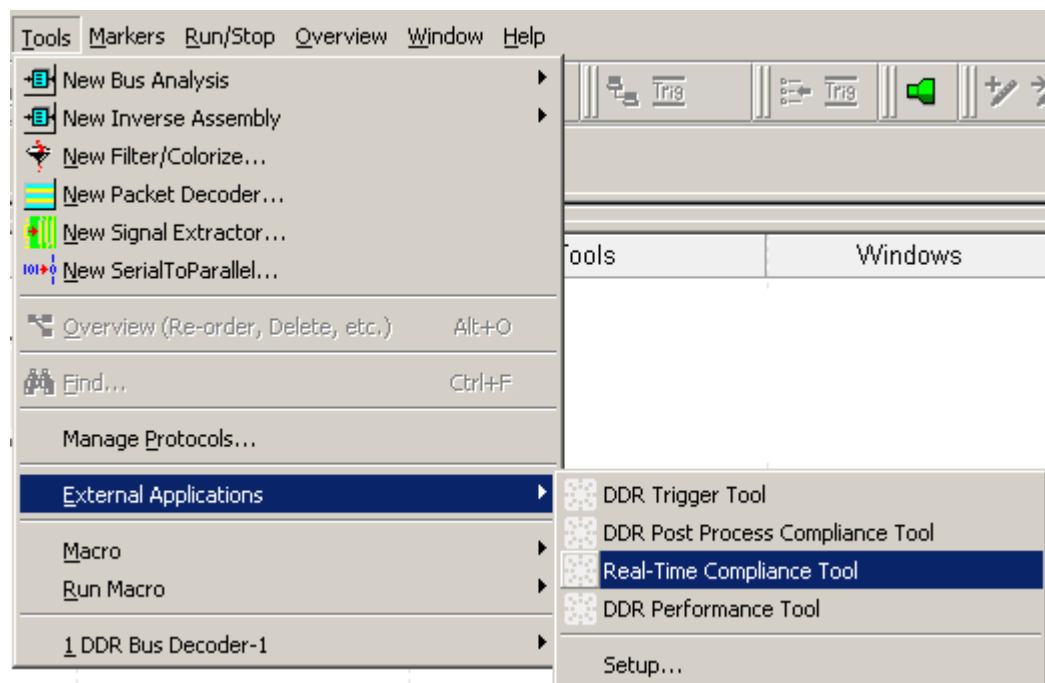 Tools Markers Run/Stop Overview Window Help
New Bus Analysis
Trig Trig
New Inverse Assembly
New Filter/Colorize...
New Packet Decoder...
New Signal Extractor...
ools Windows
New SerialToParallel...
Overview (Re-order, Delete, etc.) Alt+O
Find... Ctrl+F
Manage Protocols...
External Applications
DDR Trigger Tool
DDR Post Process Compliance Tool
Macro
Real-Time Compliance Tool
Run Macro
DDR Performance Tool
1 DDR Bus Decoder-1
Setup...